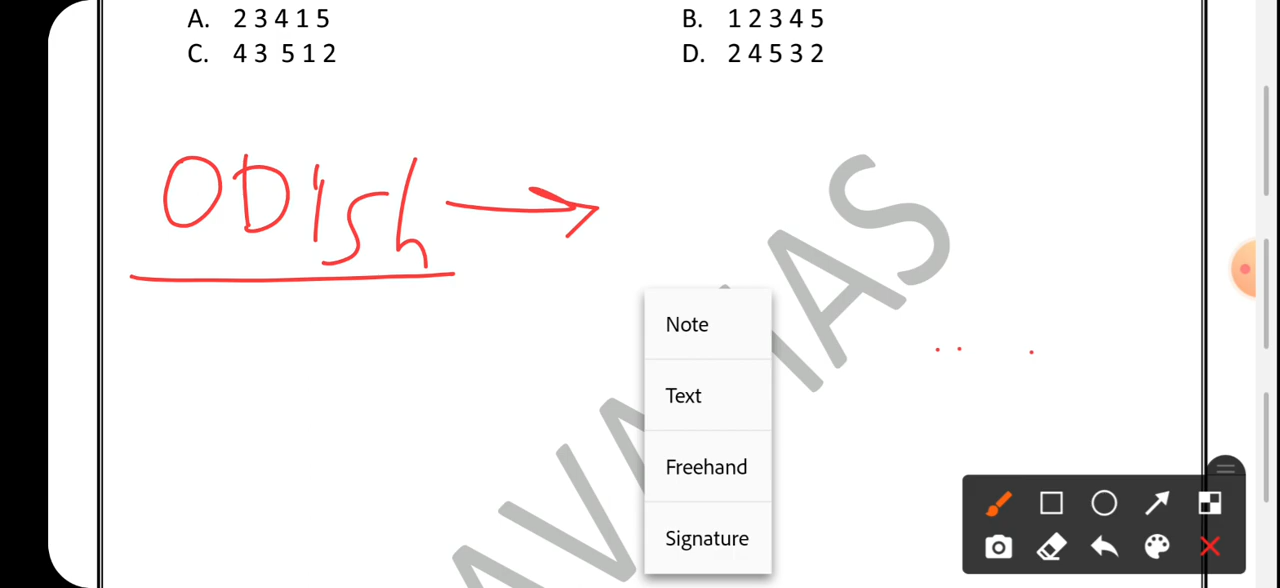 A. 2 3 4 1 5 B. 1 2 3 4 5
C. 4 3 5 1 2 D. 2 4 5 3 2
ODish
Note
Text
Freehand
Signature
IAS